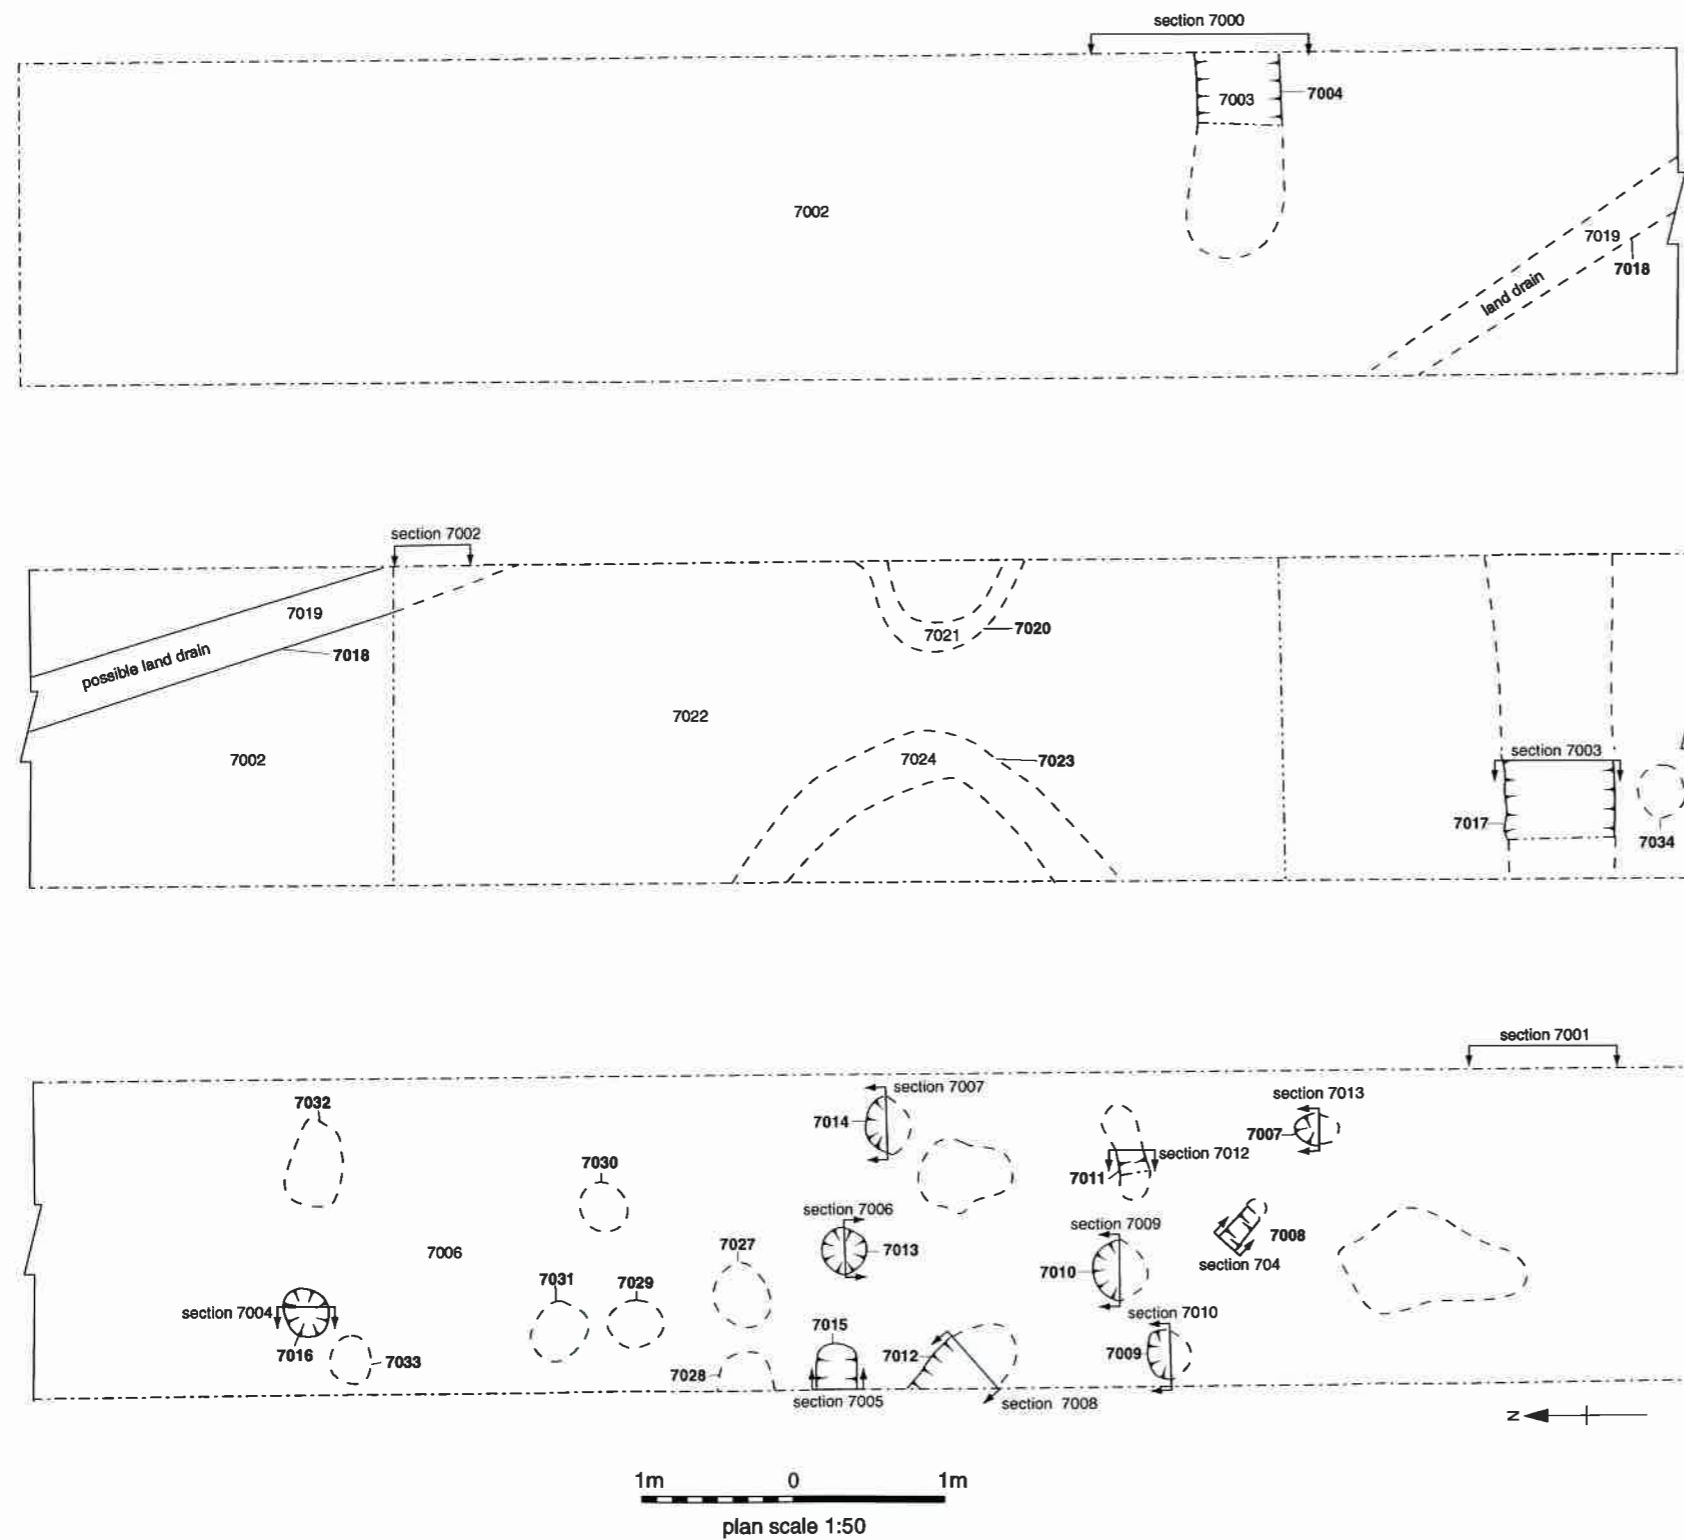 section 7000
7003
7004
7002
7019
7018
land drain
section 7002
7019
possible land drain
7018
7021
7020
7022
7002
7024
7023
section 7003
7017
7034
section 7001
section 7007
7032
7014
section 7013
7007
section 7012
7011
7030
section 7006
section 7009
7006
7027
7013
7008
section 704
7010
7031
7029
section 7004
section 7010
7015
7016
7033
7012
7009
7028
section 7005
section 7008
N
1m 0 1m
plan scale 1:50